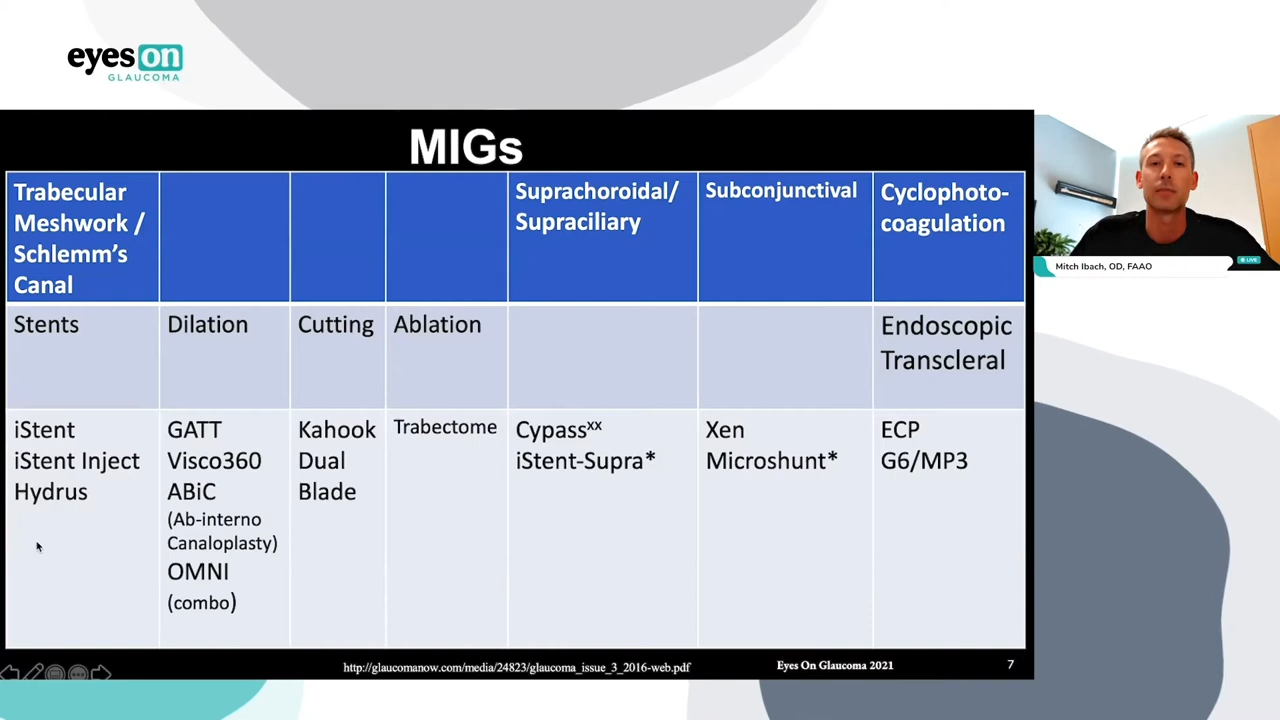 eyes on
GLAUCOMA
MIGs
Trabecular
Meshwork /
Schlemm's
Canal
Suprachoroidal/
Supraciliary
Subconjunctival
Cyclophoto-
coagulation
Stents
Dilation
Cutting
Ablation
Endoscopic
Transcleral
iStent
iStent Inject
Hydrus
GATT
Visco360
ABiC
(Ab-interno
Canaloplasty)
OMNI
(combo)
Kahook
Dual
Blade
Trabectome
Cypassxx
iStent-Supra*
Xen
Microshunt*
ECP
G6/MP3
http://glaucomanow.com/media/24823/glaucoma_issue_3_2016-web.pdf
Eyes On Glaucoma 2021
7
Mitch Ibach, OD, FAAO
LIVE